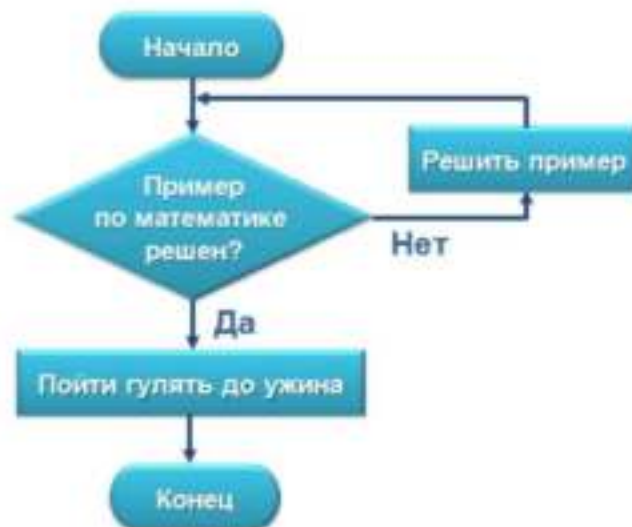 Начало
Решить пример
Пример
по математике
решен?
Нет
Да
Пойти гулять до ужина
Конец